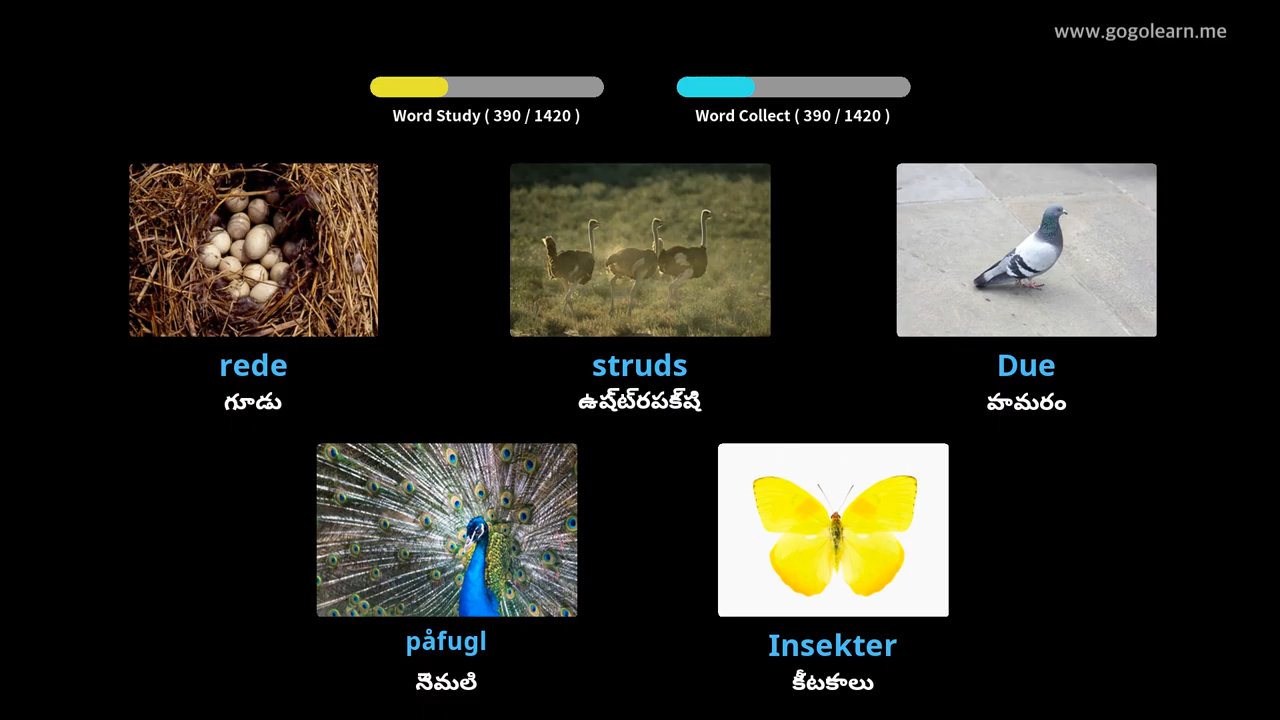 www.gogolearn.me
Word Study ( 390 / 1420 )
Word Collect ( 390 / 1420 )
rede
గూడు
struds
ఉష్ట్రపక్షి
Due
హమరం
påfugl
నెమలి
Insekter
కీటకాలు